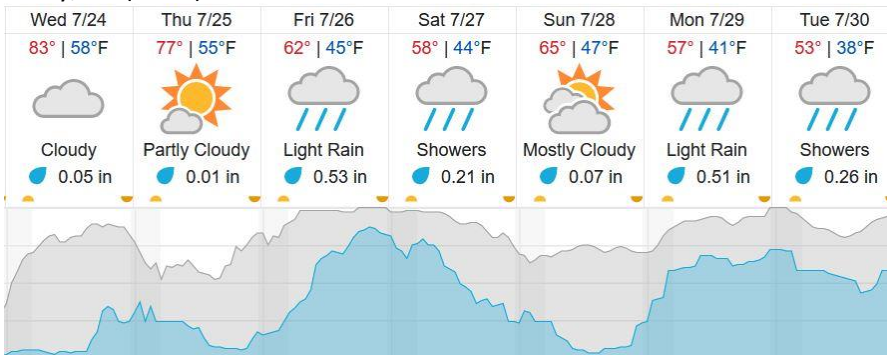 Wed 7/24 Thu 7/25 Fri 7/26 Sat 7/27 Sun 7/28 Mon 7/29 Tue 7/30
83° | 58°F 77° | 55°F 62° | 45°F 58° | 44°F 65° | 47°F 57° | 41°F 53° | 38°F
Cloudy Partly Cloudy Light Rain Showers Mostly Cloudy Light Rain Showers
0.05 in 0.01 in 0.53 in 0.21 in 0.07 in 0.51 in 0.26 in